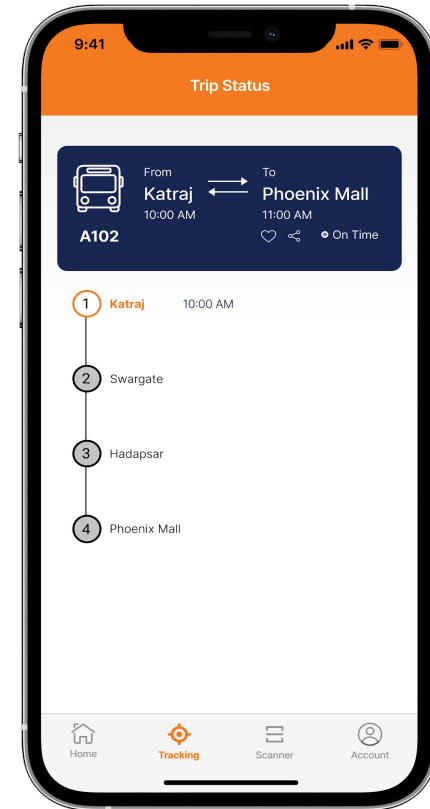 9:41
Trip Status
From
To
Katraj
Phoenix Mall
10:00 AM
11:00 AM
A102
On Time
1 Katraj 10:00 AM
2 Swargate
3 Hadapsar
4 Phoenix Mall
Home Tracking Scanner Account